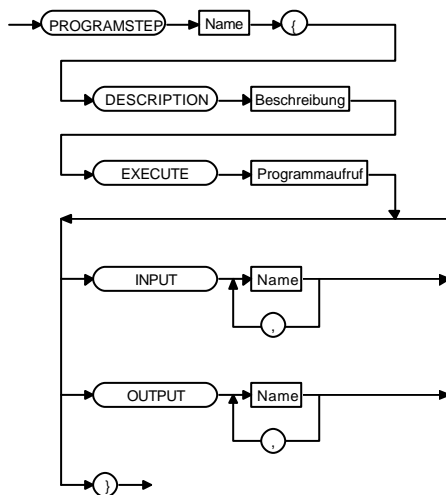 PROGRAMSTEP Name {
DESCRIPTION Beschreibung
EXECUTE Programmaufruf
INPUT Name
,
OUTPUT Name
,
}